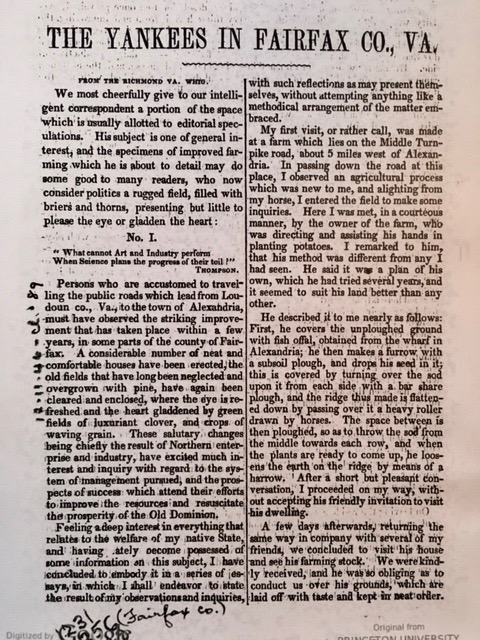 THE YANKEES IN FAIRFAX CO., VA.
FROM THE RICHMOND VA. WHIG.
We most cheerfully give to our intelli-
gent correspondent a portion of the space
which is usually allotted to editorial spec-
ulations. His subject is one of general in-
terest, and the specimens of improved far-
ming which he is about to detail may do
some good to many readers, who now
consider politics a rugged field, filled with
briers and thorns, presenting but little to
please the eye or gladden the heart:
No. I.
"What cannot Art and Industry perform
When Science plans the progress of their toil!"
THOMPSON.
Persons who are accustomed to travel-
ling the public roads which lead from Lou-
doun co., Va., to the town of Alexandria,
must have observed the striking improve-
ment that has taken place within a few
years, in some parts of the county of Fair-
fax. A considerable number of neat and
comfortable houses have been erected, the
old fields that have long been neglected and
overgrown with pine, have again been
cleared and enclosed, where the eye is re-
freshed and the heart gladdened by green
fields of luxuriant clover, and crops of
waving grain. These salutary changes
being chiefly the result of Northern enter-
prise and industry, have excited much in-
terest and inquiry with regard to the sys-
tem of management pursued, and the pros-
pects of success which attend their efforts
to improve the resources and resuscitate
the prosperity of the Old Dominion.
Feeling a deep interest in everything that
relates to the welfare of my native State,
and having ately become possessed of
some information on this subject, I have
concluded to embody it in a series of es-
says, in which I shall endeavor to state
the result of my observations and inquiries,
with such reflections as may present them-
selves, without attempting anything like a
methodical arrangement of the matter em-
braced.
My first visit, or rather call, was made
at a farm which lies on the Middle Turn-
pike road, about 5 miles west of Alexan-
dria. In passing down the road at this
place, I observed an agricultural process
which was new to me, and alighting from
my horse, I entered the field to make some
inquiries. Here I was met, in a courteous
manner, by the owner of the farm, who
was directing and assisting his hands in
planting potatoes. I remarked to him,
that his method was different from any I
had seen. He said it was a plan of his
own, which he had tried several years, and
it seemed to suit his land better than any
other.
He described it to me nearly as follows:
First, he covers the unploughed ground
with fish offal, obtained from the wharf in
Alexandria; he then makes a furrow with
a subsoil plough, and drops his seed in it;
this is covered by turning over the sod
upon it from each side with a bar share
plough, and the ridge thus made is flatten-
ed down by passing over it a heavy roller
drawn by horses. The space between is
then ploughed, so as to throw the sod from
the middle towards each row, and when
the plants are ready to come up, he loos-
ens the earth on the ridge by means of a
harrow. After a short but pleasant con-
versation, I proceeded on my way, with-
out accepting his friendly invitation to visit
his dwelling.
A few days afterwards, returning the
same way in company with several of my
friends, we concluded to visit his house
and see his farming stock. We were kind-
ly received, and he was so obliging as to
conduct us over his grounds, which are
laid off with taste and kept in neat order.
(Fairfax Co.)
Digitized by
Original from
PRINCETON UNIVERSITY